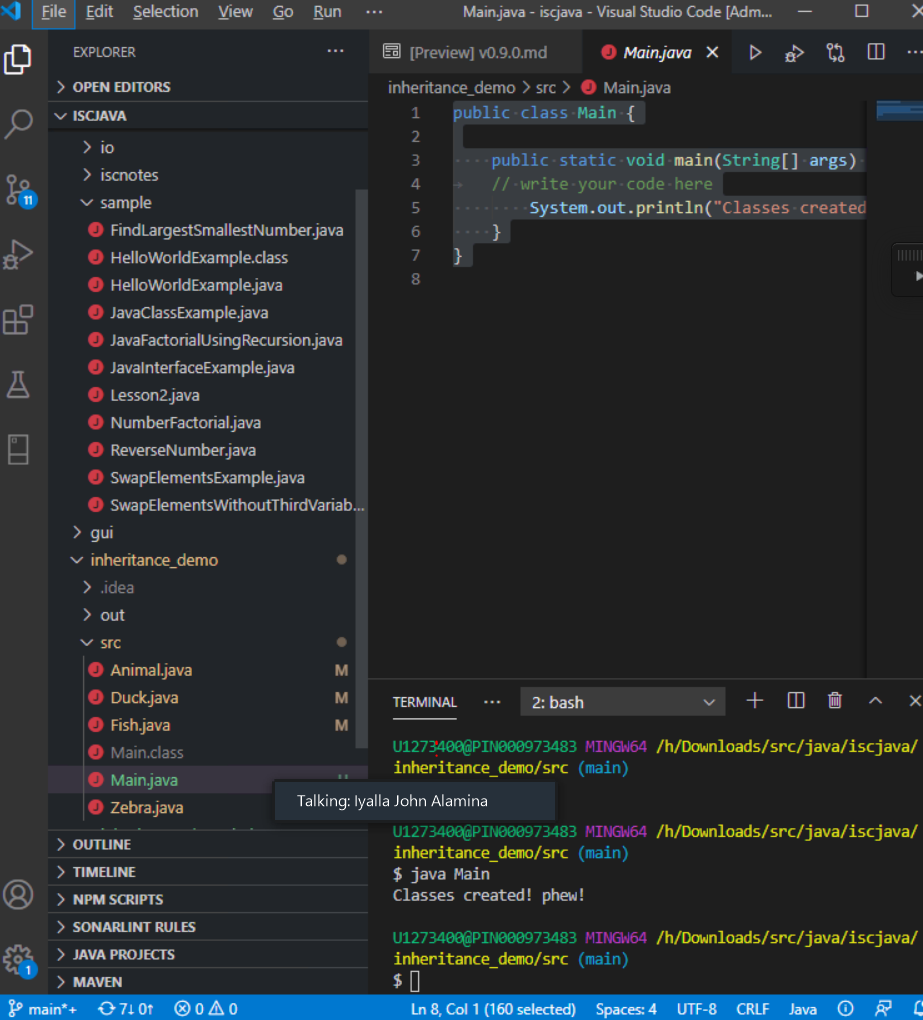 File Edit Selection View Go Run ··· Main.java - iscjava - Visual Studio Code [Adm...
EXPLORER ···
OPEN EDITORS
ISCJAVA
io
iscnotes
sample
FindLargestSmallestNumber.java
HelloWorldExample.class
HelloWorldExample.java
JavaClassExample.java
JavaFactorialUsingRecursion.java
JavaInterfaceExample.java
Lesson2.java
NumberFactorial.java
ReverseNumber.java
SwapElementsExample.java
SwapElementsWithoutThirdVariab...
gui
inheritance_demo
.idea
out
src
Animal.java M
Duck.java M
Fish.java M
Main.class
Main.java
Zebra.java
OUTLINE
TIMELINE
NPM SCRIPTS
SONARLINT RULES
JAVA PROJECTS
MAVEN
11
1
[Preview] v0.9.0.md Main.java
inheritance_demo > src > Main.java
1 public class Main {
2
3 public static void main(String[] args)
4 // write your code here
5 System.out.println("Classes created
6 }
7 }
8
TERMINAL ··· 2: bash
U1273400@PIN000973483 MINGW64 /h/Downloads/src/java/iscjava/
inheritance_demo/src (main)
Talking: Iyalla John Alamina
U1273400@PIN000973483 MINGW64 /h/Downloads/src/java/iscjava/
inheritance_demo/src (main)
$ java Main
Classes created! phew!
U1273400@PIN000973483 MINGW64 /h/Downloads/src/java/iscjava/
inheritance_demo/src (main)
$
main*+ 7↓ 0↑ 0 0 Ln 8, Col 1 (160 selected) Spaces: 4 UTF-8 CRLF Java